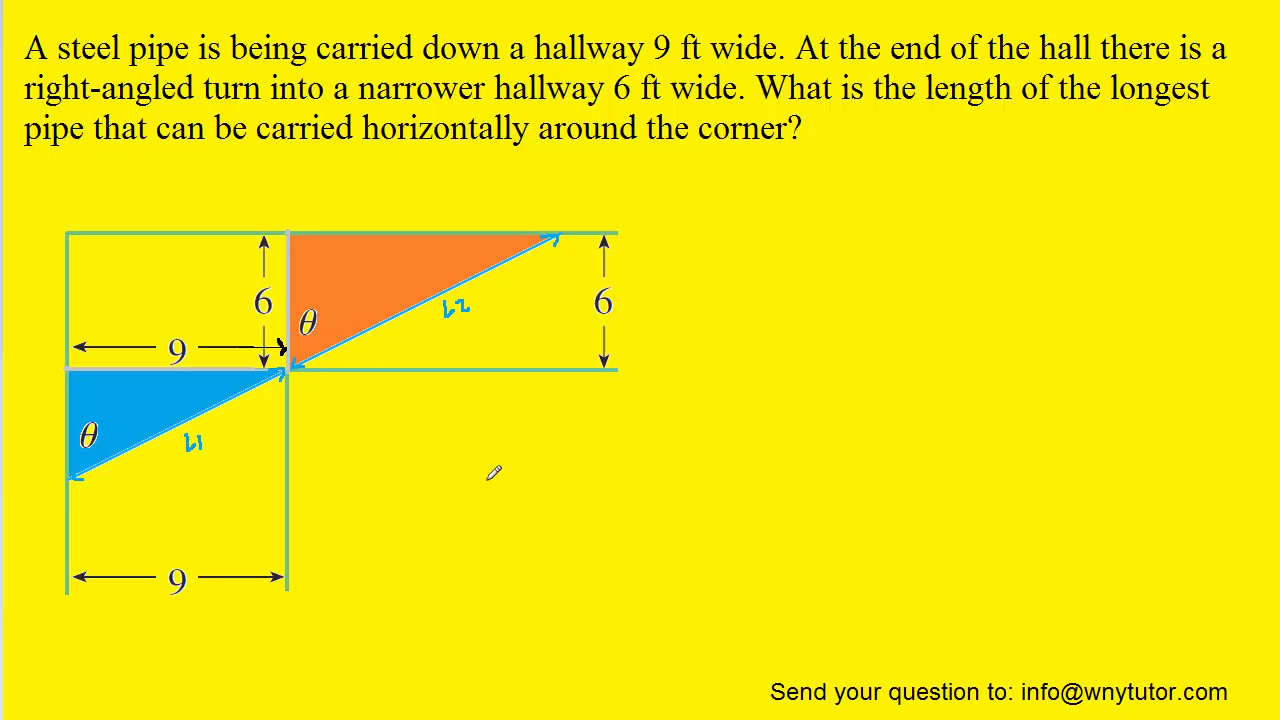 A steel pipe is being carried down a hallway 9 ft wide. At the end of the hall there is a
right-angled turn into a narrower hallway 6 ft wide. What is the length of the longest
pipe that can be carried horizontally around the corner?
6
θ
L2
6
9
θ
L1
9
Send your question to: info@wnytutor.com